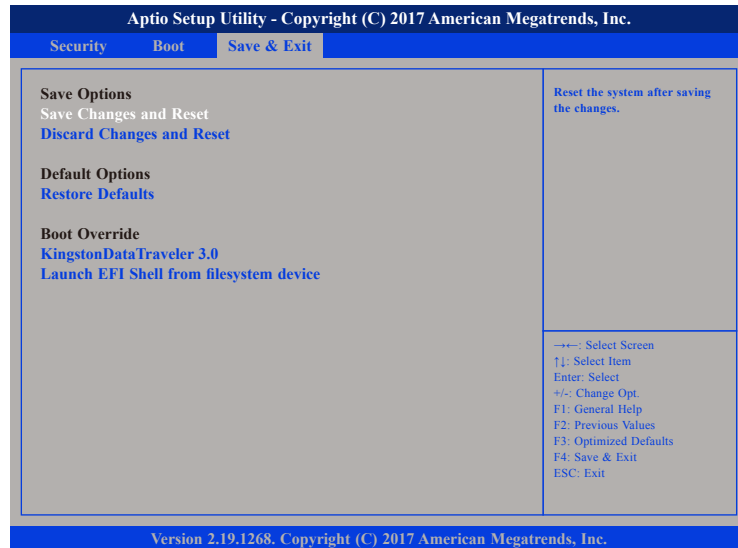 Aptio Setup Utility - Copyright (C) 2017 American Megatrends, Inc.
Security Boot Save & Exit
Save Options
Save Changes and Reset
Discard Changes and Reset
Default Options
Restore Defaults
Boot Override
KingstonDataTraveler 3.0
Launch EFI Shell from filesystem device
Reset the system after saving
the changes.
→←: Select Screen
↑↓: Select Item
Enter: Select
+/-: Change Opt.
F1: General Help
F2: Previous Values
F3: Optimized Defaults
F4: Save & Exit
ESC: Exit
Version 2.19.1268. Copyright (C) 2017 American Megatrends, Inc.